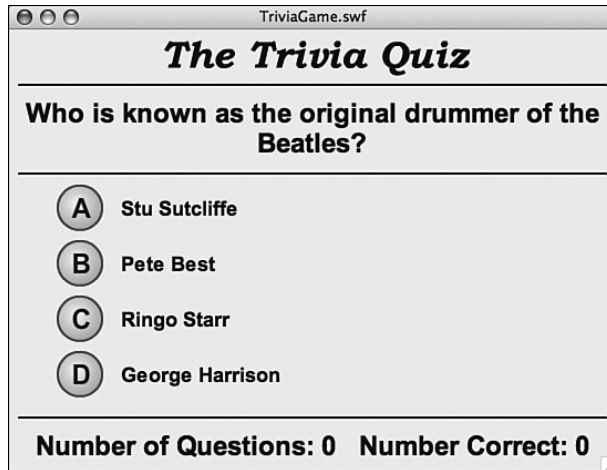 TriviaGame.swf
The Trivia Quiz
Who is known as the original drummer of the
Beatles?
A Stu Sutcliffe
B Pete Best
C Ringo Starr
D George Harrison
Number of Questions: 0 Number Correct: 0